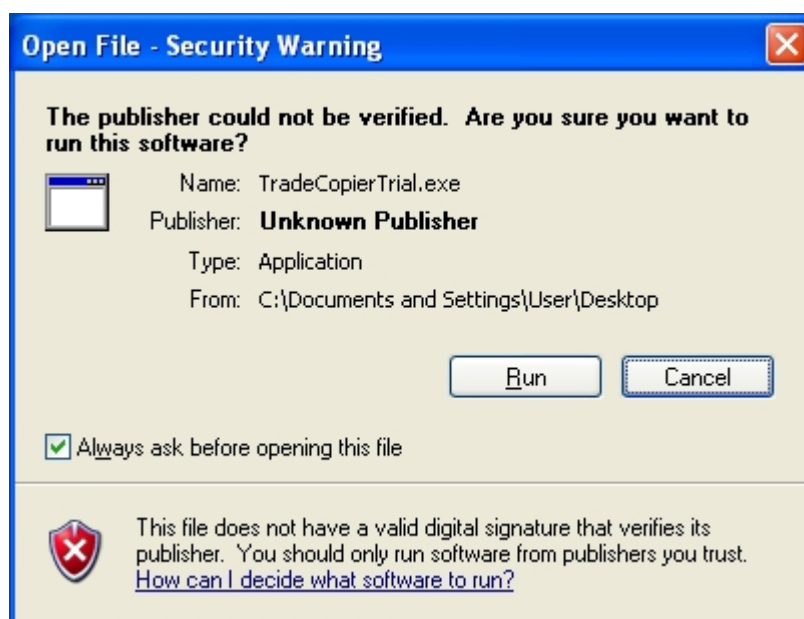 Open File - Security Warning
The publisher could not be verified. Are you sure you want to
run this software?
Name: TradeCopierTrial.exe
Publisher: Unknown Publisher
Type: Application
From: C:\Documents and Settings\User\Desktop
Run Cancel
Always ask before opening this file
This file does not have a valid digital signature that verifies its
publisher. You should only run software from publishers you trust.
How can I decide what software to run?